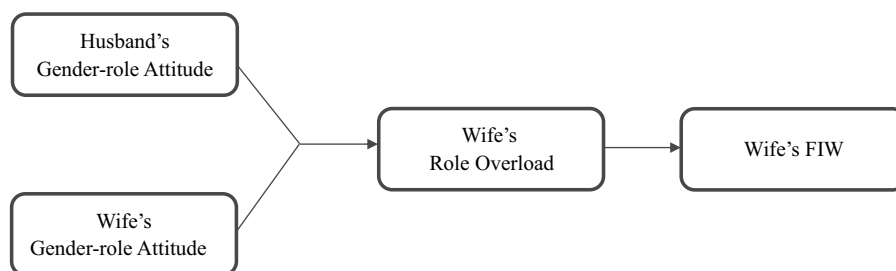 Husband’s
Gender-role Attitude
Wife’s
Role Overload
Wife’s FIW
Wife’s
Gender-role Attitude